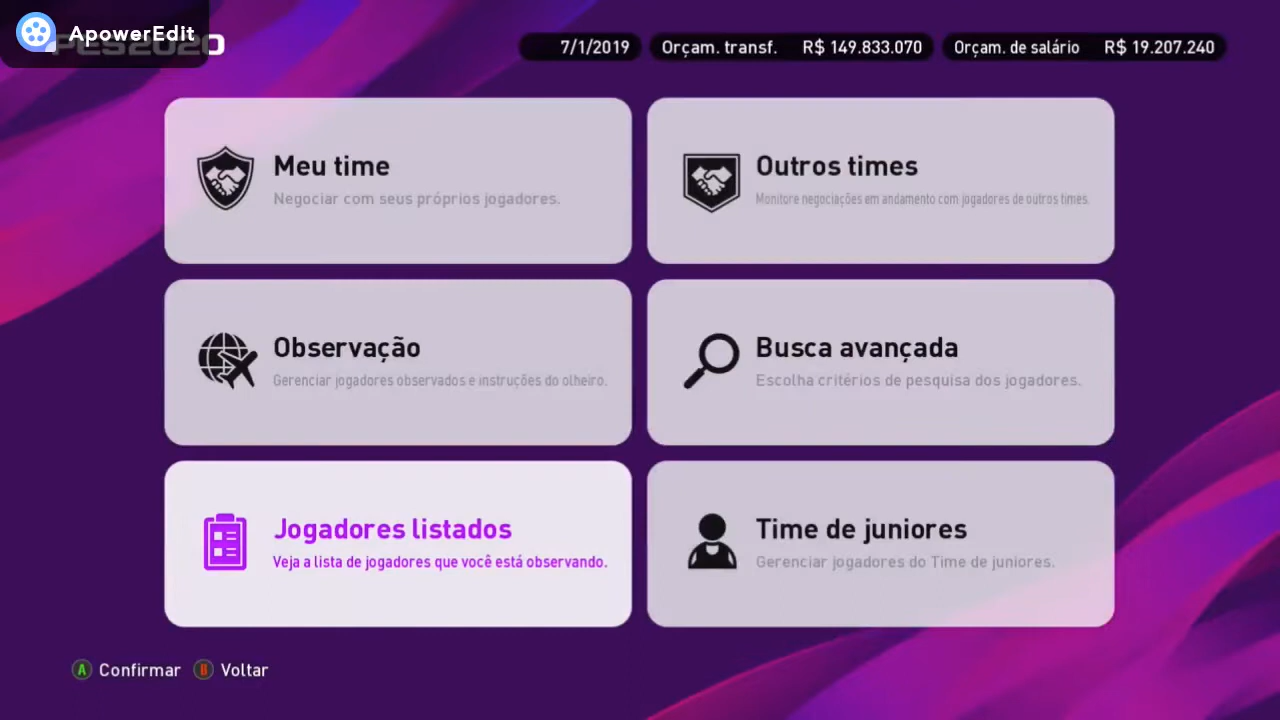 ApowerEdit
PES2020
7/1/2019 Orçam. transf. R$ 149.833.070 Orçam. de salário R$ 19.207.240
Meu time
Negociar com seus próprios jogadores.
Outros times
Monitore negociações em andamento com jogadores de outros times.
Observação
Gerenciar jogadores observados e instruções do olheiro.
Busca avançada
Escolha critérios de pesquisa dos jogadores.
Jogadores listados
Veja a lista de jogadores que você está observando.
Time de juniores
Gerenciar jogadores do Time de juniores.
A Confirmar B Voltar